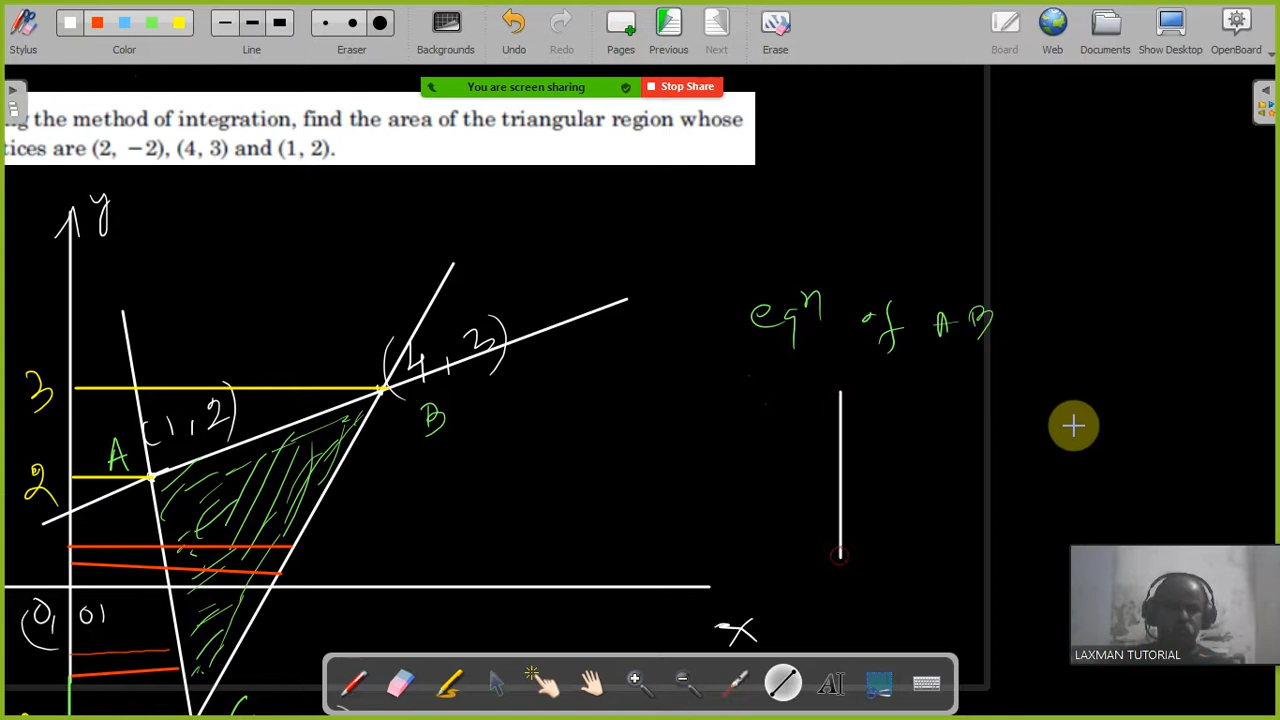 Stylus
Color
Line
Eraser
Backgrounds
Undo
Redo
Pages
Previous
Next
Erase
Board
Web
Documents
Show Desktop
OpenBoard
You are screen sharing
Stop Share
ng the method of integration, find the area of the triangular region whose
tices are (2, −2), (4, 3) and (1, 2).
y
eqⁿ of AB
(4, 3)
3
(1, 2)
B
A
2
(0, 0)
x
LAXMAN TUTORIAL